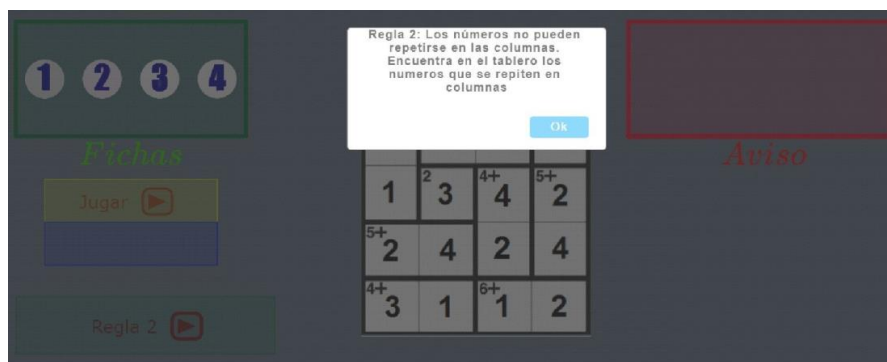 Regla 2: Los números no pueden
repetirse en las columnas.
Encuentra en el tablero los
numeros que se repiten en
columnas
Ok
1 2 3 4
Fichas
Aviso
Jugar
Regla 2
1 2 3 4+ 4 5+ 2
5+ 2 4 2 4
4+ 3 1 6+ 1 2